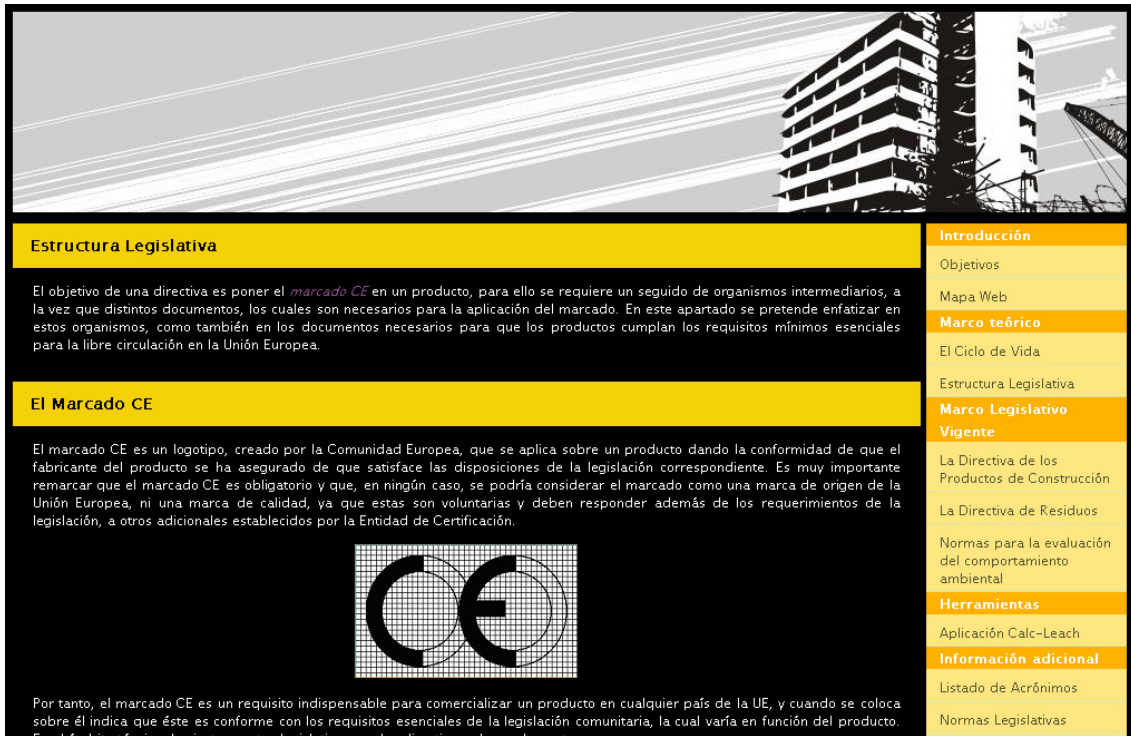 Estructura Legislativa
El objetivo de una directiva es poner el marcado CE en un producto, para ello se requiere un seguido de organismos intermediarios, a
la vez que distintos documentos, los cuales son necesarios para la aplicación del marcado. En este apartado se pretende enfatizar en
estos organismos, como también en los documentos necesarios para que los productos cumplan los requisitos mínimos esenciales
para la libre circulación en la Unión Europea.
El Marcado CE
El marcado CE es un logotipo, creado por la Comunidad Europea, que se aplica sobre un producto dando la conformidad de que el
fabricante del producto se ha asegurado de que satisface las disposiciones de la legislación correspondiente. Es muy importante
remarcar que el marcado CE es obligatorio y que, en ningún caso, se podría considerar el marcado como una marca de origen de la
Unión Europea, ni una marca de calidad, ya que estas son voluntarias y deben responder además de los requerimientos de la
legislación, a otros adicionales establecidos por la Entidad de Certificación.
CE
Por tanto, el marcado CE es un requisito indispensable para comercializar un producto en cualquier país de la UE, y cuando se coloca
sobre él indica que éste es conforme con los requisitos esenciales de la legislación comunitaria, la cual varía en función del producto.
Introducción
Objetivos
Mapa Web
Marco teórico
El Ciclo de Vida
Estructura Legislativa
Marco Legislativo
Vigente
La Directiva de los
Productos de Construcción
La Directiva de Residuos
Normas para la evaluación
del comportamiento
ambiental
Herramientas
Aplicación Calc-Leach
Información adicional
Listado de Acrónimos
Normas Legislativas